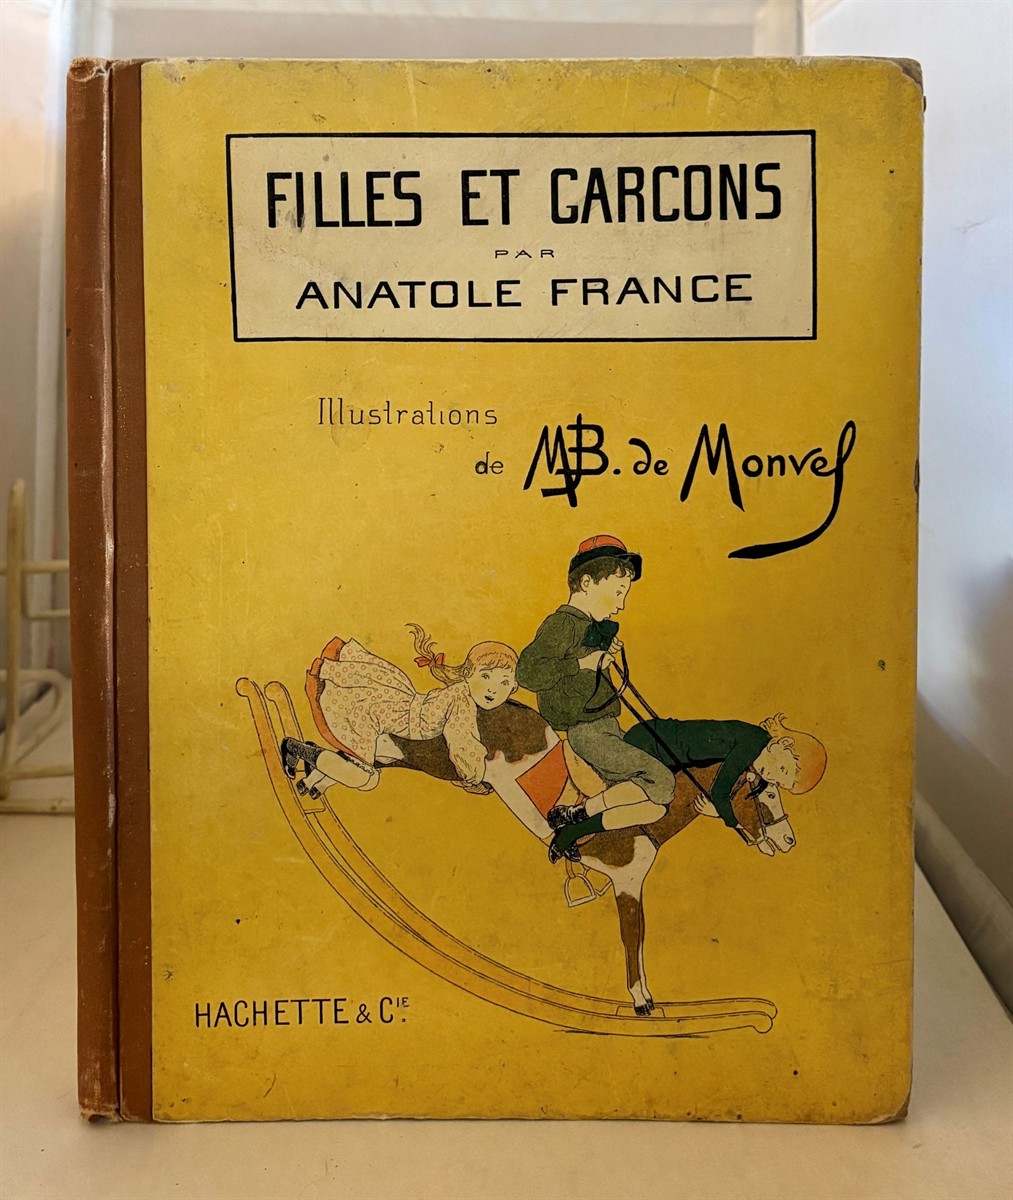 FILLES ET GARCONS
PAR
ANATOLE FRANCE
Illustrations
de MB. de Monvel
HACHETTE & CIE.